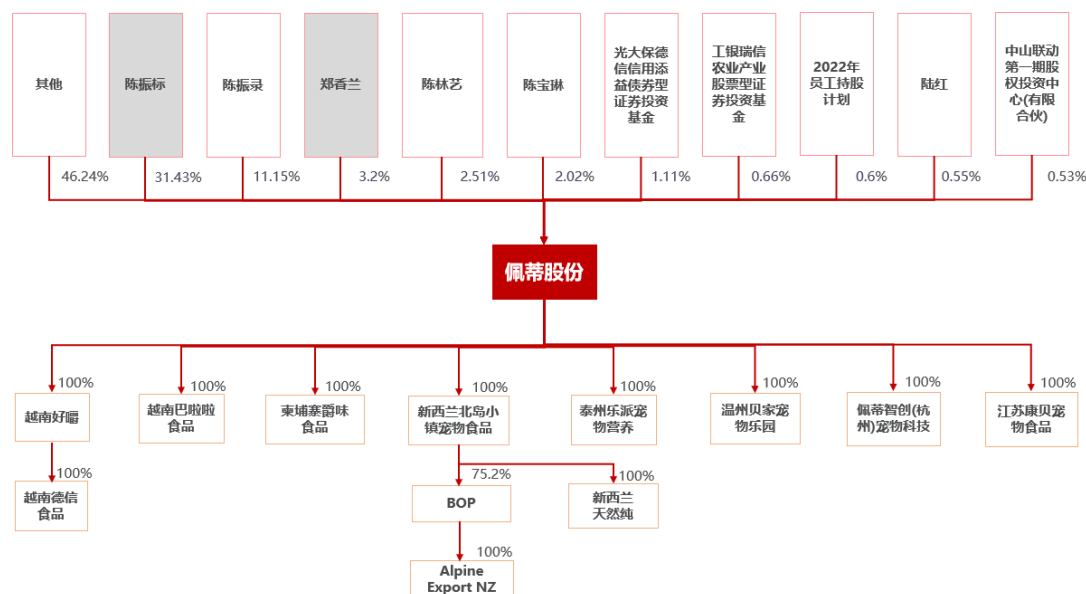 其他
陈振标
陈振录
郑香兰
陈林艺
陈宝琳
光大保德
信信用添
益债券型
证券投资
基金
工银瑞信
农业产业
股票型证
券投资基
金
2022年
员工持股
计划
陆红
中山联动
第一期股
权投资中
心(有限
合伙)
46.24%
31.43%
11.15%
3.2%
2.51%
2.02%
1.11%
0.66%
0.6%
0.55%
0.53%
佩蒂股份
100%
100%
100%
100%
100%
100%
100%
100%
越南好嚼
越南巴啦啦
食品
柬埔寨爵味
食品
新西兰北岛小
镇宠物食品
泰州乐派宠
物营养
温州贝家宠
物乐园
佩蒂智创(杭
州)宠物科技
江苏康贝宠
物食品
100%
75.2%
100%
越南德信
食品
BOP
新西兰
天然纯
100%
Alpine
Export NZ